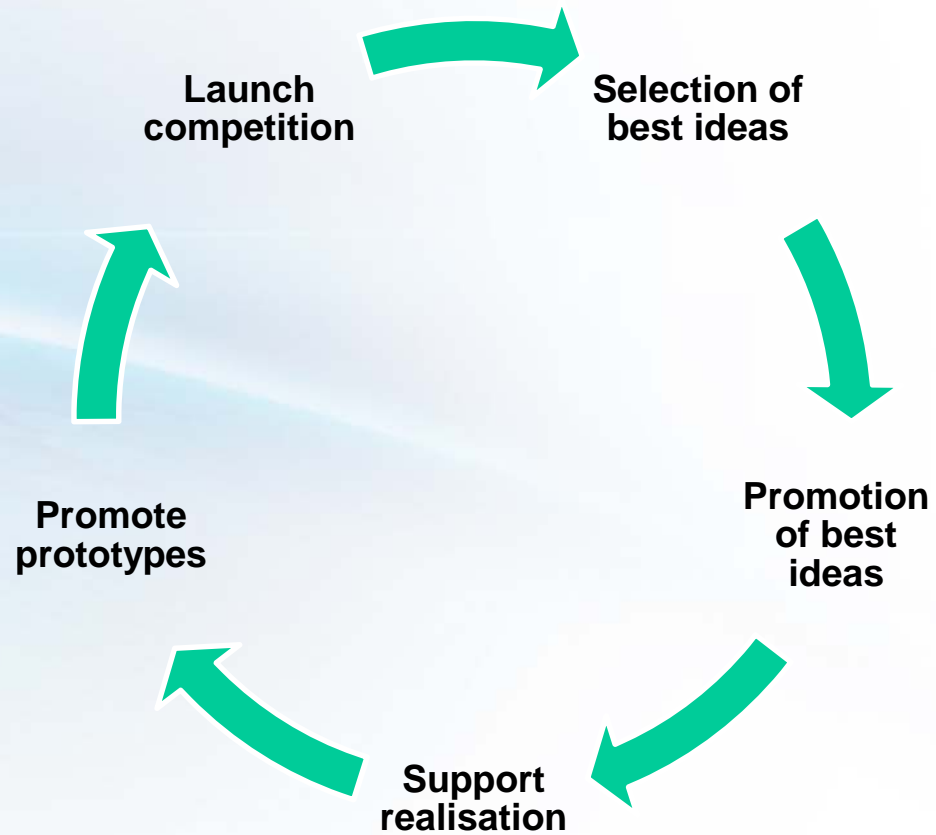 Launch
competition
Selection of
best ideas
Promotion
of best
ideas
Support
realisation
Promote
prototypes